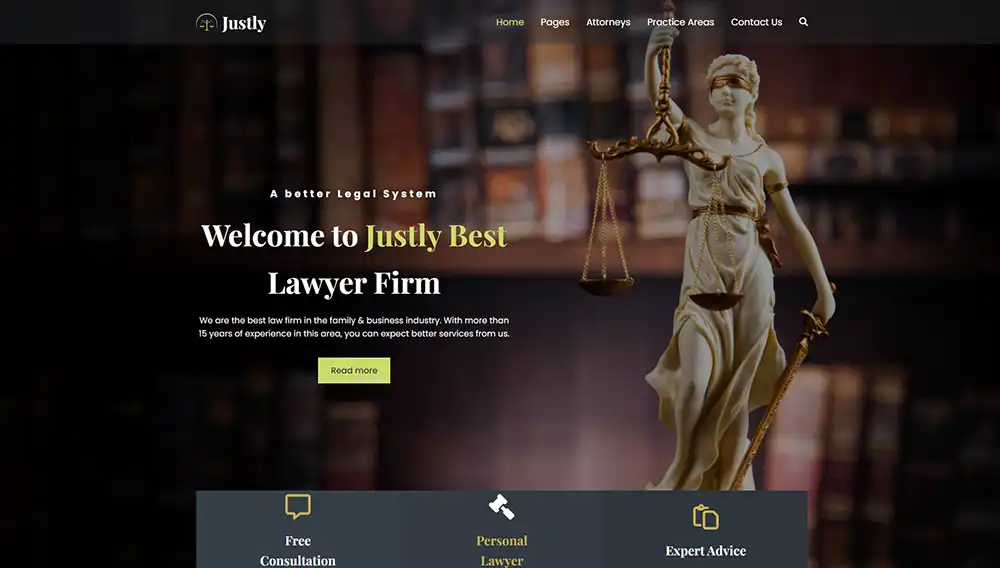 Justly
Home Pages Attorneys Practice Areas Contact Us
A better Legal System
Welcome to Justly Best
Lawyer Firm
We are the best law firm in the family & business industry. With more than
15 years of experience in this area, you can expect better services from us.
Read more
Free
Consultation
Personal
Lawyer
Expert Advice